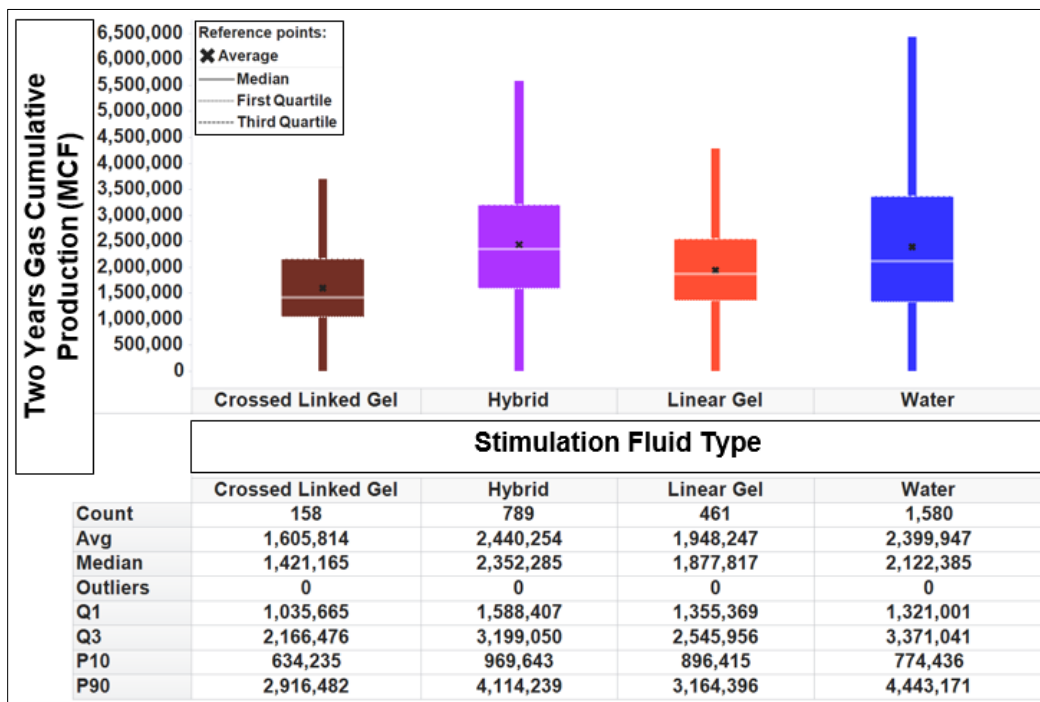 Two Years Gas Cumulative
Production (MCF)
6,500,000
6,000,000
5,500,000
5,000,000
4,500,000
4,000,000
3,500,000
3,000,000
2,500,000
2,000,000
1,500,000
1,000,000
500,000
0
Reference points:
Average
Median
First Quartile
Third Quartile
Crossed Linked Gel Hybrid Linear Gel Water
Stimulation Fluid Type
Crossed Linked Gel Hybrid Linear Gel Water
Count 158 789 461 1,580
Avg 1,605,814 2,440,254 1,948,247 2,399,947
Median 1,421,165 2,352,285 1,877,817 2,122,385
Outliers 0 0 0 0
Q1 1,035,665 1,588,407 1,355,369 1,321,001
Q3 2,166,476 3,199,050 2,545,956 3,371,041
P10 634,235 969,643 896,415 774,436
P90 2,916,482 4,114,239 3,164,396 4,443,171